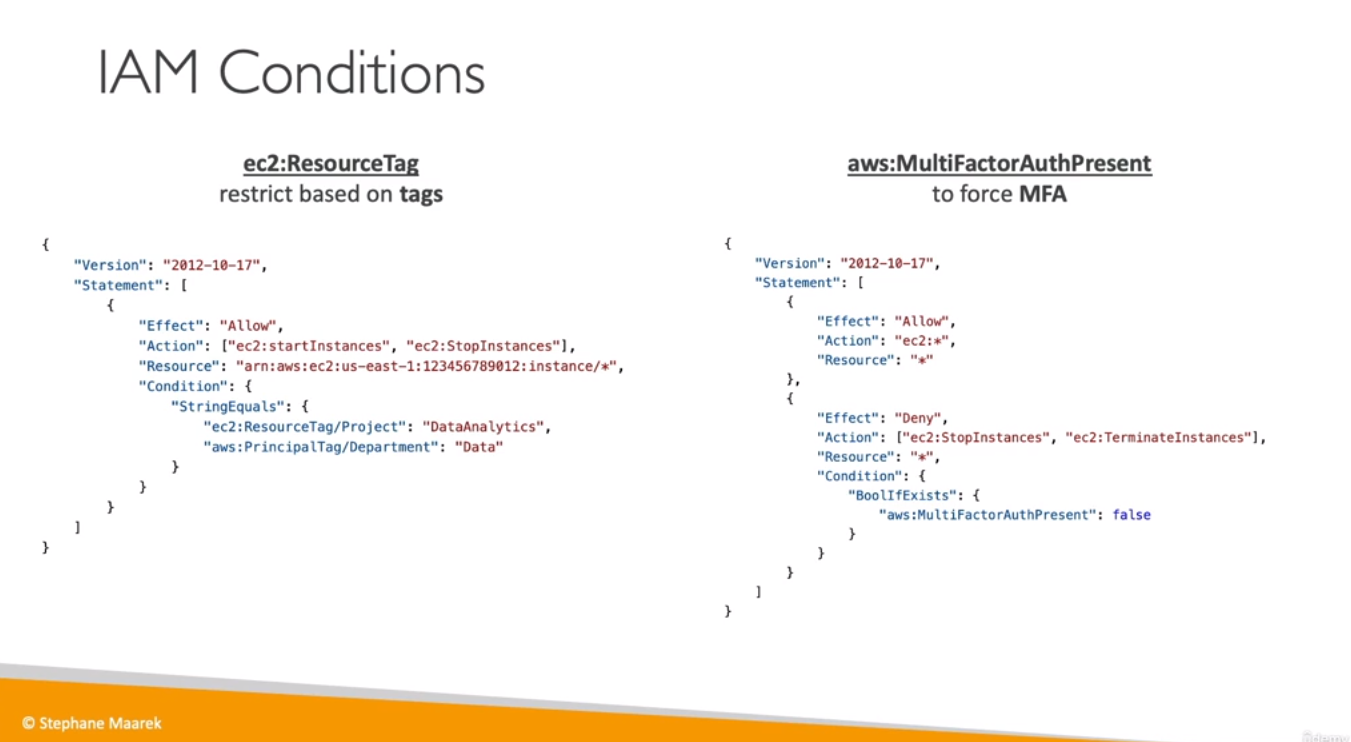 IAM Conditions
ec2:ResourceTag
restrict based on tags
{
    "Version": "2012-10-17",
    "Statement": [
        {
            "Effect": "Allow",
            "Action": ["ec2:startInstances", "ec2:StopInstances"],
            "Resource": "arn:aws:ec2:us-east-1:123456789012:instance/*",
            "Condition": {
                "StringEquals": {
                    "ec2:ResourceTag/Project": "DataAnalytics",
                    "aws:PrincipalTag/Department": "Data"
                }
            }
        }
    ]
}
aws:MultiFactorAuthPresent
to force MFA
{
    "Version": "2012-10-17",
    "Statement": [
        {
            "Effect": "Allow",
            "Action": "ec2:*",
            "Resource": "*"
        },
        {
            "Effect": "Deny",
            "Action": ["ec2:StopInstances", "ec2:TerminateInstances"],
            "Resource": "*",
            "Condition": {
                "BoolIfExists": {
                    "aws:MultiFactorAuthPresent": false
                }
            }
        }
    ]
}
© Stephane Maarek